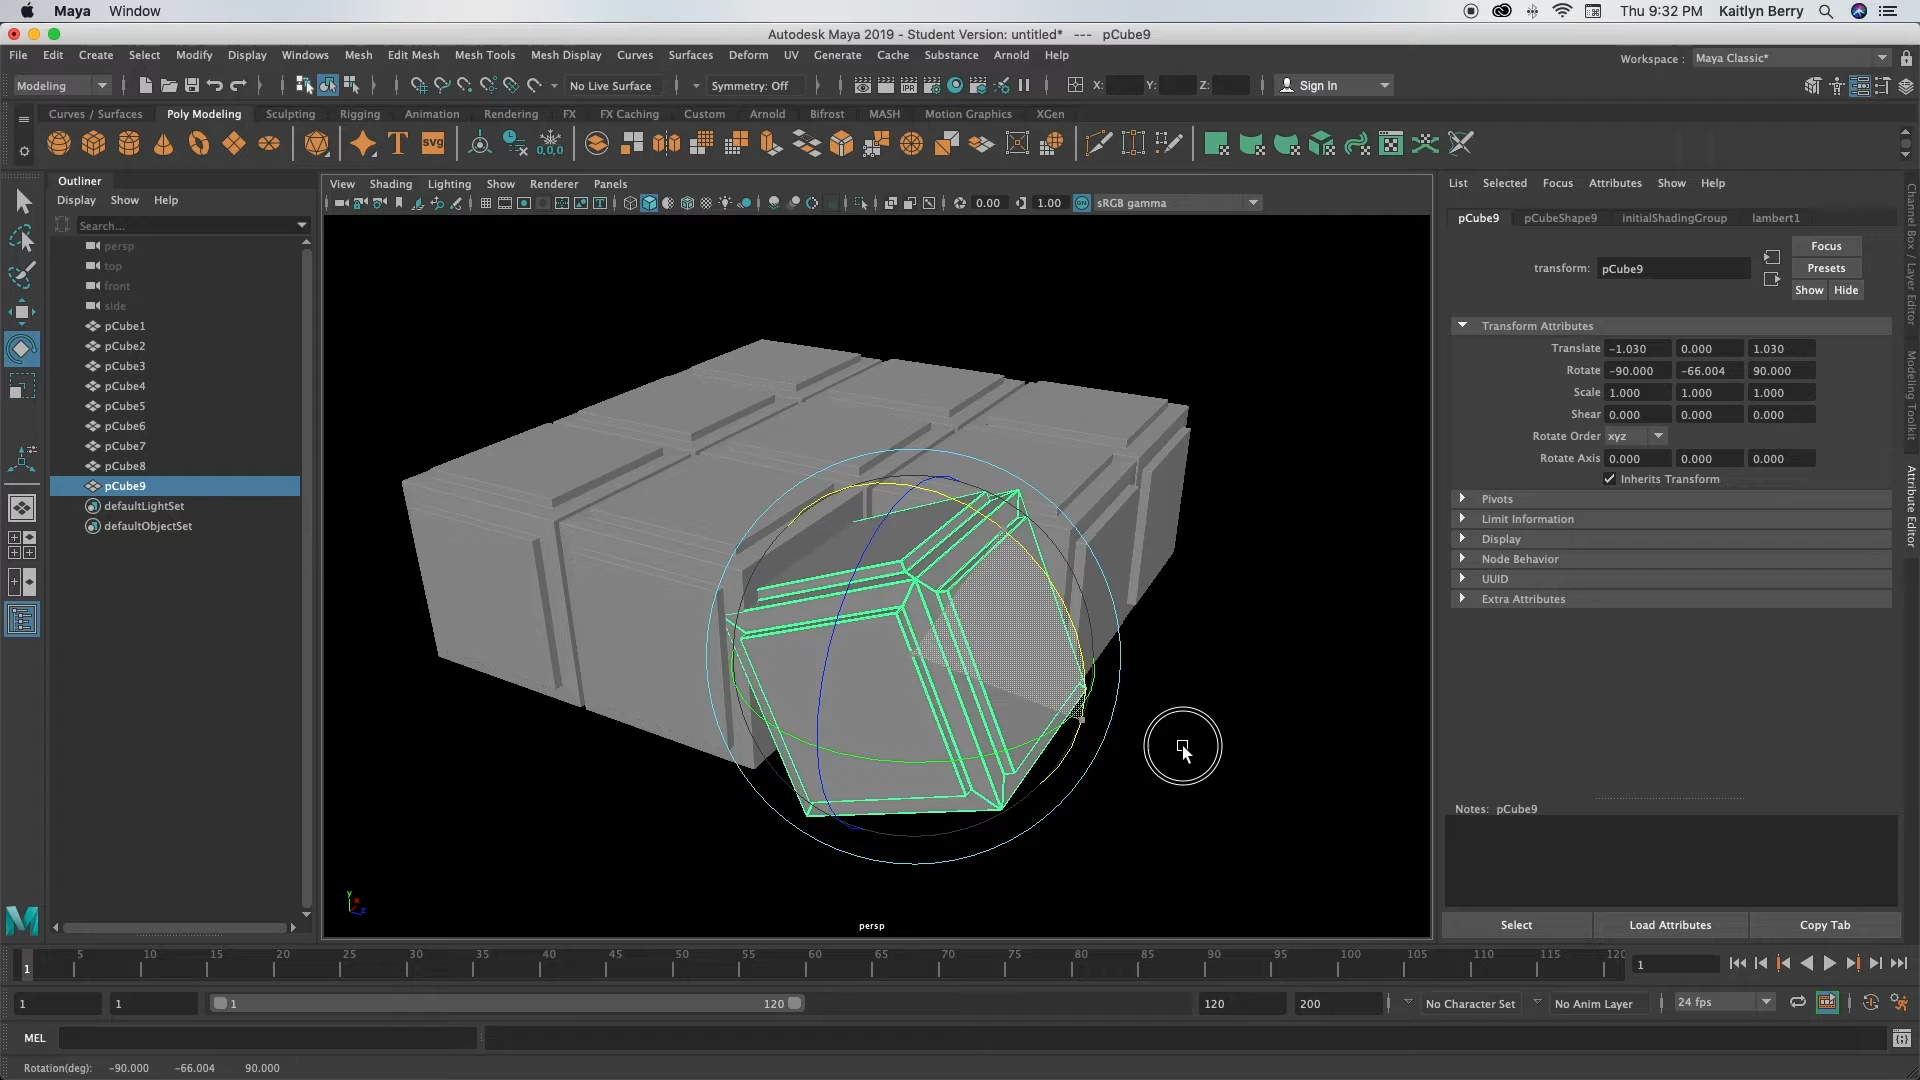 Maya Window Thu 9:32 PM Kaitlyn Berry
Autodesk Maya 2019 - Student Version: untitled* --- pCube9
File Edit Create Select Modify Display Windows Mesh Edit Mesh Mesh Tools Mesh Display Curves Surfaces Deform UV Generate Cache Substance Arnold Help Workspace : Maya Classic*
Modeling No Live Surface Symmetry: Off X: Y: Z: Sign In
Curves / Surfaces Poly Modeling Sculpting Rigging Animation Rendering FX FX Caching Custom Arnold Bifrost MASH Motion Graphics XGen
Outliner
Display Show Help
Search...
persp
top
front
side
pCube1
pCube2
pCube3
pCube4
pCube5
pCube6
pCube7
pCube8
pCube9
defaultLightSet
defaultObjectSet
View Shading Lighting Show Renderer Panels
0.00 1.00 sRGB gamma
persp
List Selected Focus Attributes Show Help
pCube9 pCubeShape9 initialShadingGroup lambert1
transform: pCube9
Focus
Presets
Show Hide
Transform Attributes
Translate -1.030 0.000 1.030
Rotate -90.000 -66.004 90.000
Scale 1.000 1.000 1.000
Shear 0.000 0.000 0.000
Rotate Order xyz
Rotate Axis 0.000 0.000 0.000
Inherits Transform
Pivots
Limit Information
Display
Node Behavior
UUID
Extra Attributes
Notes: pCube9
Select Load Attributes Copy Tab
Channel Box / Layer Editor
Modeling Toolkit
Attribute Editor
1 5 10 15 20 25 30 35 40 45 50 55 60 65 70 75 80 85 90 95 100 105 110 115 120 1
1 1 1 120 120 200 No Character Set No Anim Layer 24 fps
MEL
Rotation(deg): -90.000 -66.004 90.000